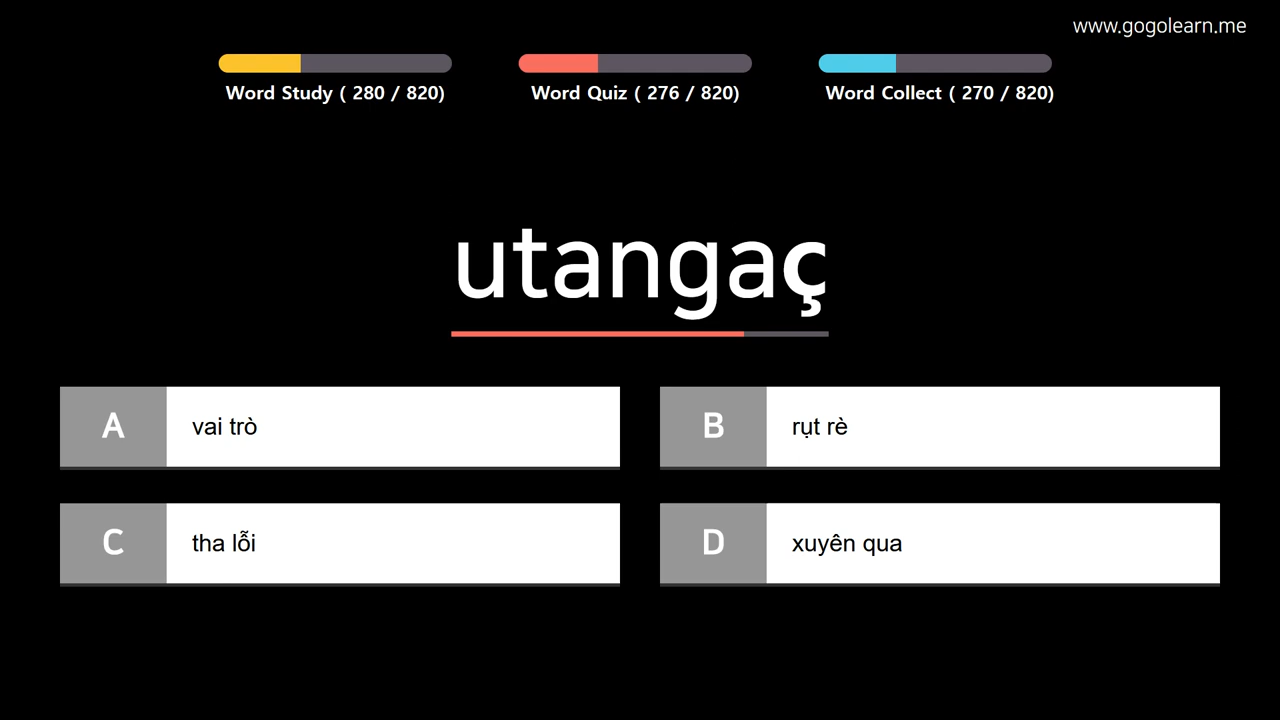 www.gogolearn.me
Word Study ( 280 / 820)
Word Quiz ( 276 / 820)
Word Collect ( 270 / 820)
utangaç
A
vai trò
B
rụt rè
C
tha lỗi
D
xuyên qua